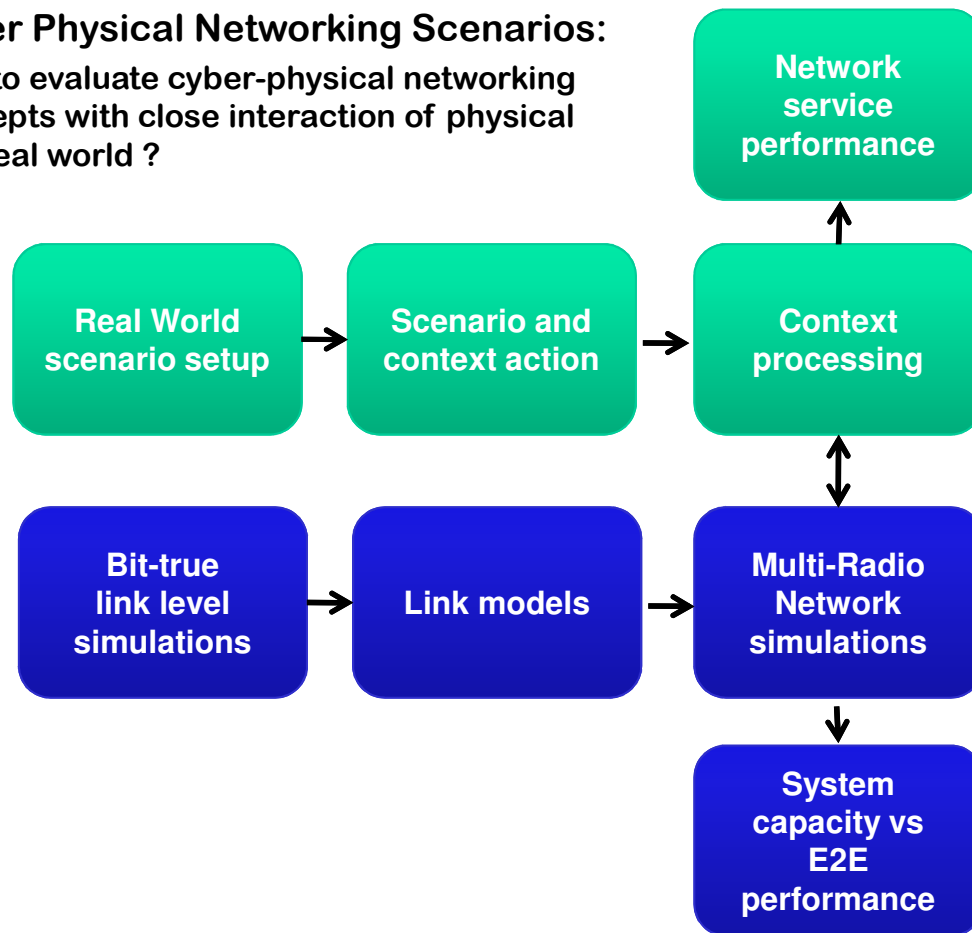 er Physical Networking Scenarios:
to evaluate cyber-physical networking
epts with close interaction of physical
eal world ?
Network
service
performance
Real World
scenario setup
Scenario and
context action
Context
processing
Bit-true
link level
simulations
Link models
Multi-Radio
Network
simulations
System
capacity vs
E2E
performance